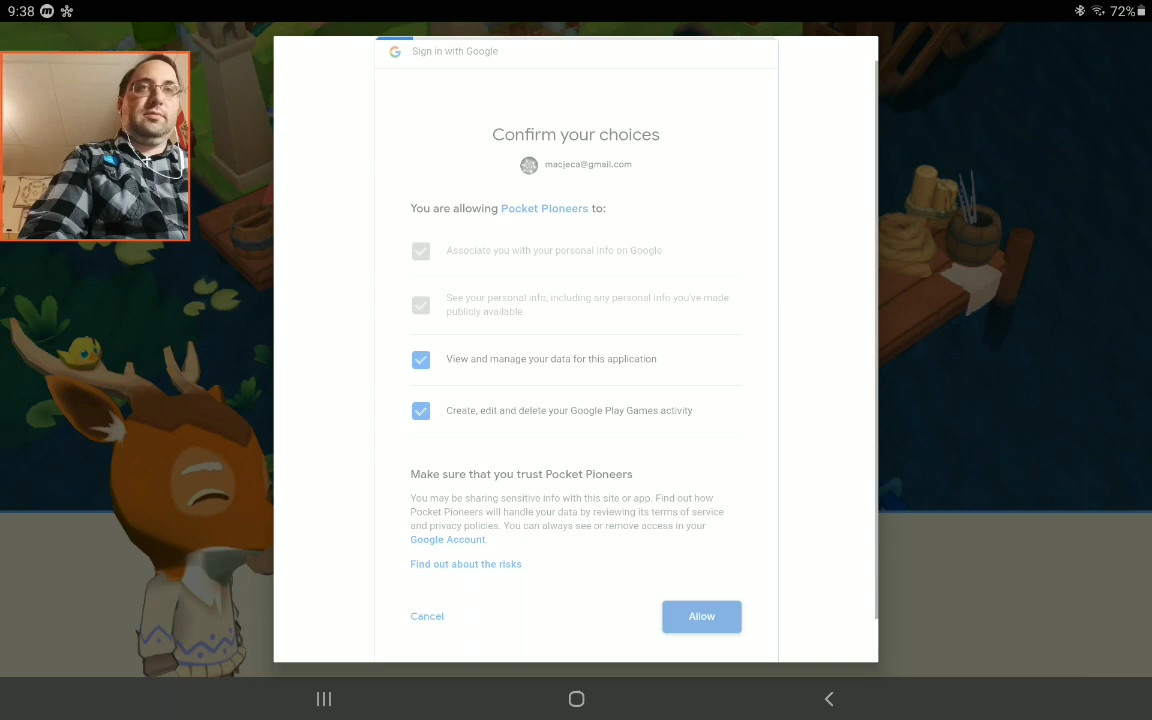 9:38
72%
Sign in with Google
Confirm your choices
macjeca@gmail.com
You are allowing Pocket Pioneers to:
Associate you with your personal info on Google
See your personal info, including any personal info you've made
publicly available
View and manage your data for this application
Create, edit and delete your Google Play Games activity
Make sure that you trust Pocket Pioneers
You may be sharing sensitive info with this site or app. Find out how
Pocket Pioneers will handle your data by reviewing its terms of service
and privacy policies. You can always see or remove access in your
Google Account.
Find out about the risks
Cancel
Allow